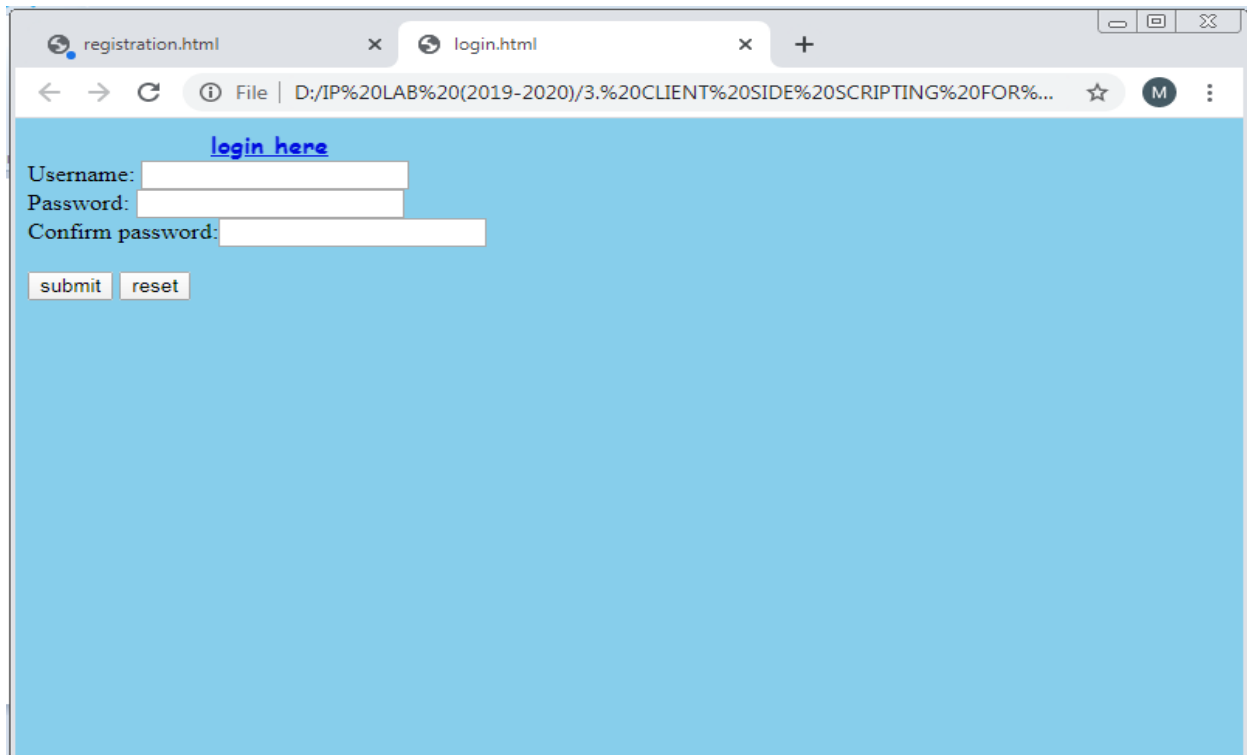 registration.html
login.html
File | D:/IP%20LAB%20(2019-2020)/3.%20CLIENT%20SIDE%20SCRIPTING%20FOR%...
M
login here
Username:
Password:
Confirm password:
submit reset